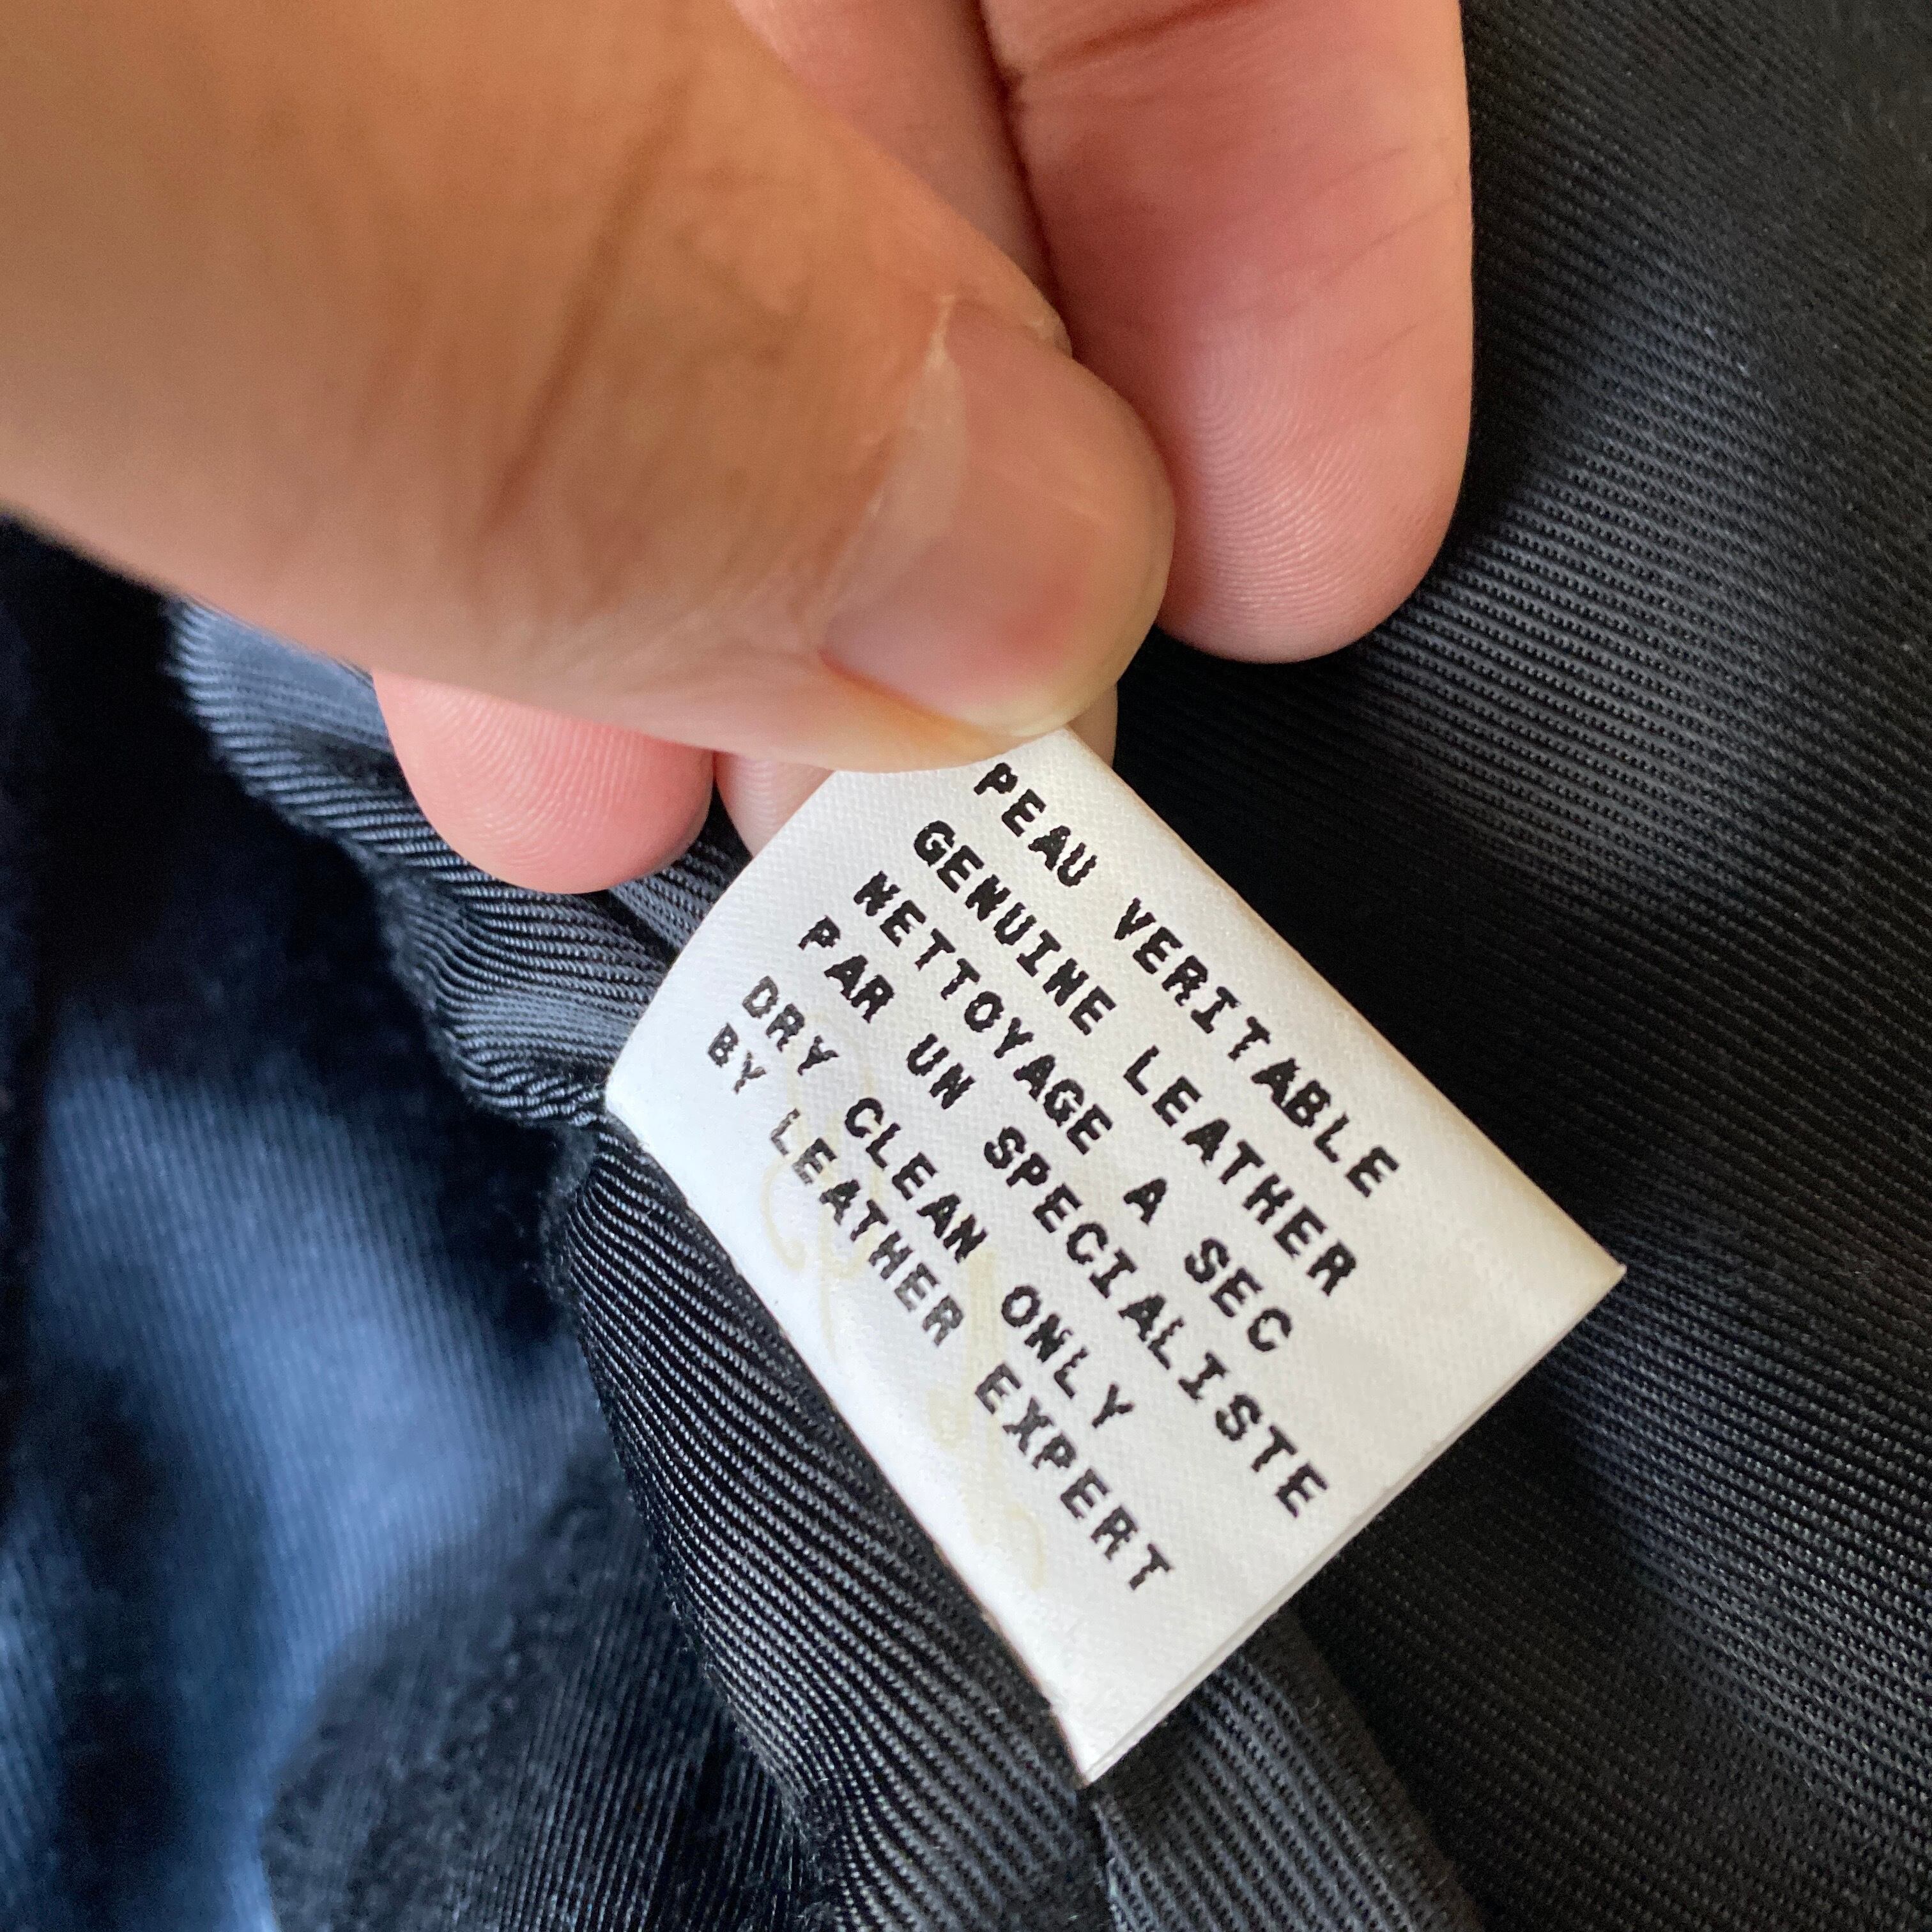 PEAU VERITABLE
GENUINE LEATHER
NETTOYAGE A SEC
PAR UN SPECIALISTE
DRY CLEAN ONLY
BY LEATHER EXPERT